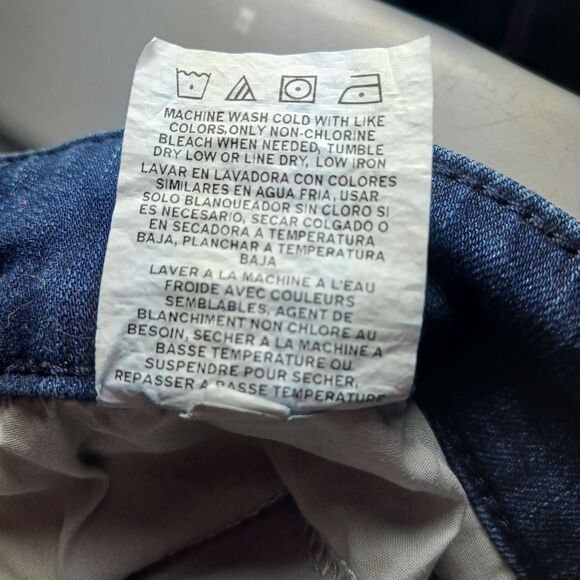 MACHINE WASH COLD WITH LIKE
COLORS,ONLY NON-CHLORINE
BLEACH WHEN NEEDED, TUMBLE
DRY LOW OR LINE DRY, LOW IRON
LAVAR EN LAVADORA CON COLORES
SIMILARES EN AGUA FRIA, USAR
SOLO BLANQUEADOR SIN CLORO SI
ES NECESARIO, SECAR COLGADO O
EN SECADORA A TEMPERATURA
BAJA, PLANCHAR A TEMPERATURA
BAJA
LAVER A LA MACHINE A L'EAU
FROIDE AVEC COULEURS
SEMBLABLES, AGENT DE
BLANCHIMENT NON CHLORE AU
BESOIN, SECHER A LA MACHINE A
BASSE TEMPERATURE OU
SUSPENDRE POUR SECHER,
REPASSER A BASSE TEMPERATURE